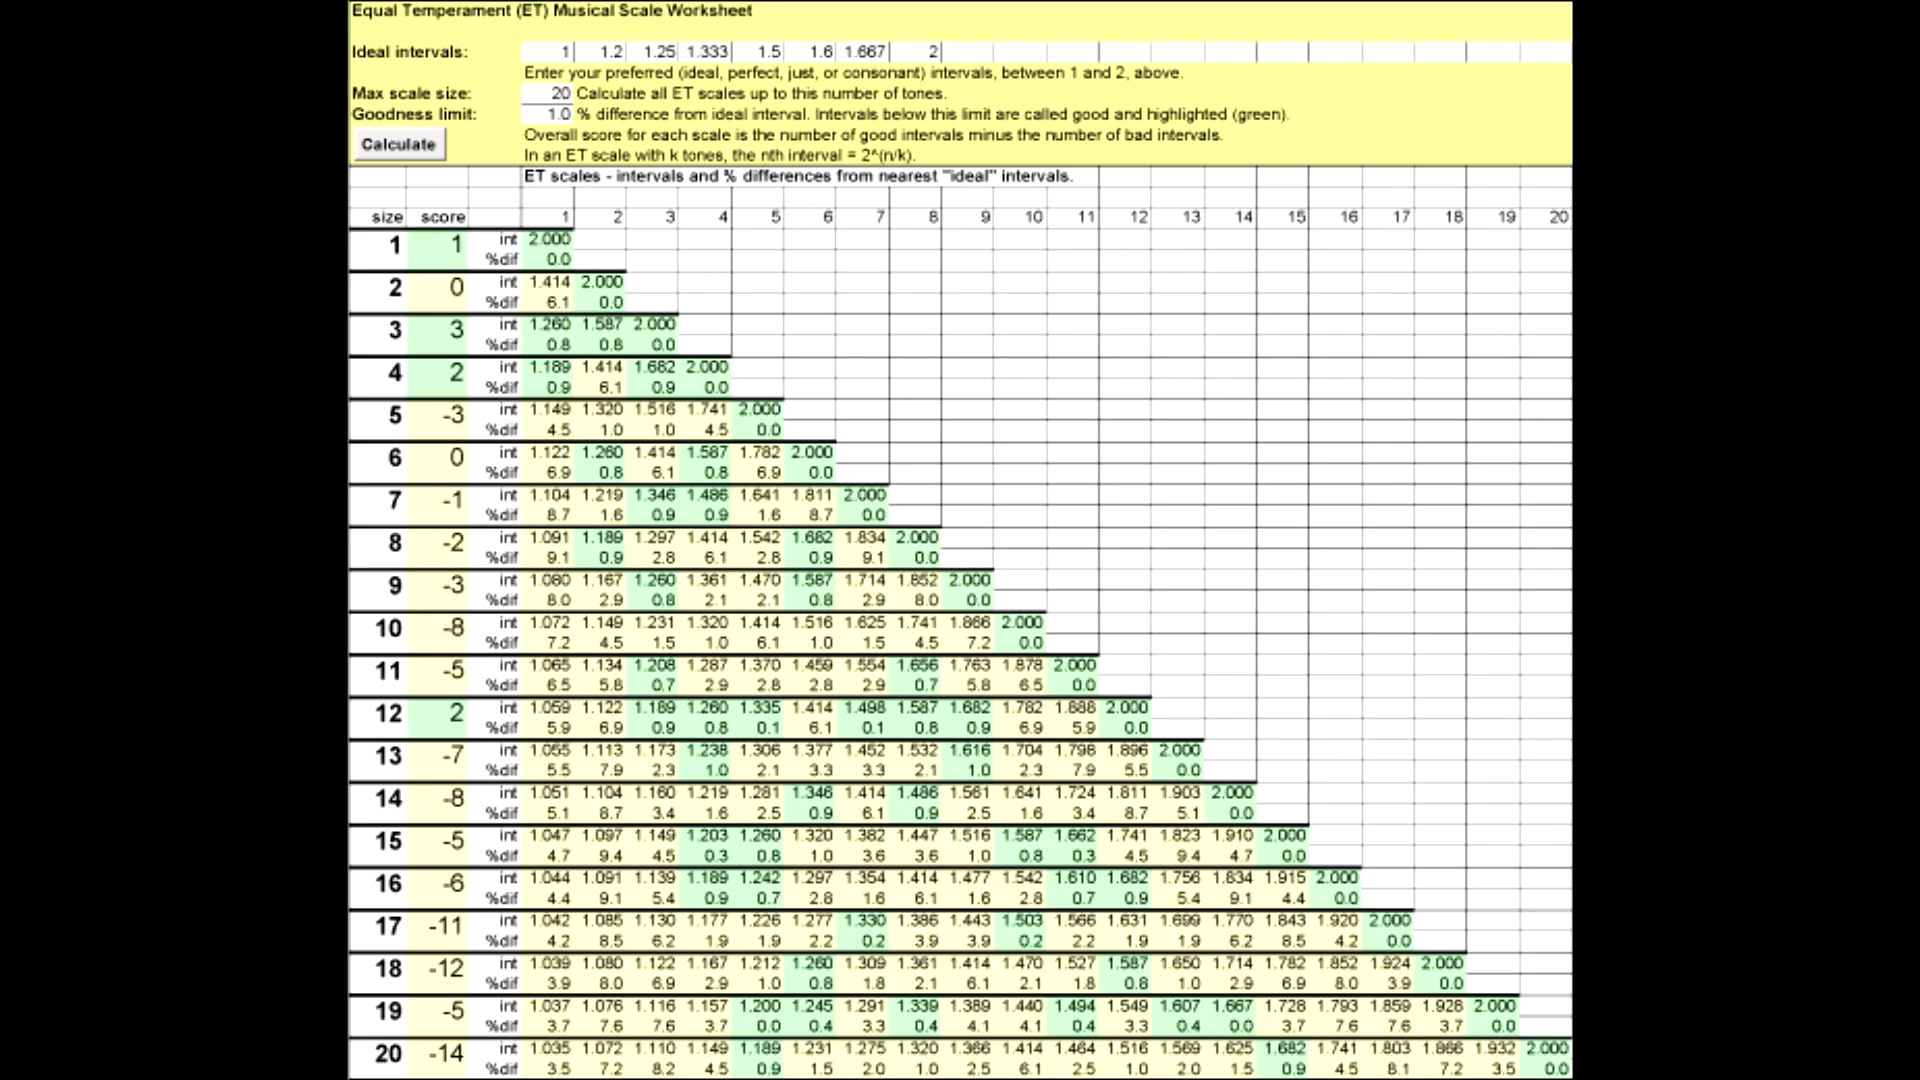 Equal Temperament (ET) Musical Scale Worksheet
Ideal intervals: 1 1.2 1.25 1.333 1.5 1.6 1.667 2
Enter your preferred (ideal, perfect, just, or consonant) intervals, between 1 and 2, above.
Max scale size: 20 Calculate all ET scales up to this number of tones.
Goodness limit: 1.0 % difference from ideal interval. Intervals below this limit are called good and highlighted (green).
Overall score for each scale is the number of good intervals minus the number of bad intervals.
Calculate
In an ET scale with k tones, the nth interval = 2^(n/k).
ET scales - intervals and % differences from nearest "ideal" intervals.
size score 1 2 3 4 5 6 7 8 9 10 11 12 13 14 15 16 17 18 19 20
1 1 int 2.000
%dif 0.0
2 0 int 1.414 2.000
%dif 6.1 0.0
3 3 int 1.260 1.587 2.000
%dif 0.8 0.8 0.0
4 2 int 1.189 1.414 1.682 2.000
%dif 0.9 6.1 0.9 0.0
5 -3 int 1.149 1.320 1.516 1.741 2.000
%dif 4.5 1.0 1.0 4.5 0.0
6 0 int 1.122 1.260 1.414 1.587 1.782 2.000
%dif 6.9 0.8 6.1 0.8 6.9 0.0
7 -1 int 1.104 1.219 1.346 1.486 1.641 1.811 2.000
%dif 8.7 1.6 0.9 0.9 1.6 8.7 0.0
8 -2 int 1.091 1.189 1.297 1.414 1.542 1.682 1.834 2.000
%dif 9.1 0.9 2.8 6.1 2.8 0.9 9.1 0.0
9 -3 int 1.080 1.167 1.260 1.361 1.470 1.587 1.714 1.852 2.000
%dif 8.0 2.9 0.8 2.1 2.1 0.8 2.9 8.0 0.0
10 -8 int 1.072 1.149 1.231 1.320 1.414 1.516 1.625 1.741 1.866 2.000
%dif 7.2 4.5 1.5 1.0 6.1 1.0 1.5 4.5 7.2 0.0
11 -5 int 1.065 1.134 1.208 1.287 1.370 1.459 1.554 1.656 1.763 1.878 2.000
%dif 6.5 5.8 0.7 2.9 2.8 2.8 2.9 0.7 5.8 6.5 0.0
12 2 int 1.059 1.122 1.189 1.260 1.335 1.414 1.498 1.587 1.682 1.782 1.888 2.000
%dif 5.9 6.9 0.9 0.8 0.1 6.1 0.1 0.8 0.9 6.9 5.9 0.0
13 -7 int 1.055 1.113 1.173 1.238 1.306 1.377 1.452 1.532 1.616 1.704 1.798 1.896 2.000
%dif 5.5 7.9 2.3 1.0 2.1 3.3 3.3 2.1 1.0 2.3 7.9 5.5 0.0
14 -8 int 1.051 1.104 1.160 1.219 1.281 1.346 1.414 1.486 1.561 1.641 1.724 1.811 1.903 2.000
%dif 5.1 8.7 3.4 1.6 2.5 0.9 6.1 0.9 2.5 1.6 3.4 8.7 5.1 0.0
15 -5 int 1.047 1.097 1.149 1.203 1.260 1.320 1.382 1.447 1.516 1.587 1.662 1.741 1.823 1.910 2.000
%dif 4.7 9.4 4.5 0.3 0.8 1.0 3.6 3.6 1.0 0.8 0.3 4.5 9.4 4.7 0.0
16 -6 int 1.044 1.091 1.139 1.189 1.242 1.297 1.354 1.414 1.477 1.542 1.610 1.682 1.756 1.834 1.915 2.000
%dif 4.4 9.1 5.4 0.9 0.7 2.8 1.6 6.1 1.6 2.8 0.7 0.9 5.4 9.1 4.4 0.0
17 -11 int 1.042 1.085 1.130 1.177 1.226 1.277 1.330 1.386 1.443 1.503 1.566 1.631 1.699 1.770 1.843 1.920 2.000
%dif 4.2 8.5 6.2 1.9 1.9 2.2 0.2 3.9 3.9 0.2 2.2 1.9 1.9 6.2 8.5 4.2 0.0
18 -12 int 1.039 1.080 1.122 1.167 1.212 1.260 1.309 1.361 1.414 1.470 1.527 1.587 1.650 1.714 1.782 1.852 1.924 2.000
%dif 3.9 8.0 6.9 2.9 1.0 0.8 1.8 2.1 6.1 2.1 1.8 0.8 1.0 2.9 6.9 8.0 3.9 0.0
19 -5 int 1.037 1.076 1.116 1.157 1.200 1.245 1.291 1.339 1.389 1.440 1.494 1.549 1.607 1.667 1.728 1.793 1.859 1.928 2.000
%dif 3.7 7.6 7.6 3.7 0.0 0.4 3.3 0.4 4.1 4.1 0.4 3.3 0.4 0.0 3.7 7.6 7.6 3.7 0.0
20 -14 int 1.035 1.072 1.110 1.149 1.189 1.231 1.275 1.320 1.366 1.414 1.464 1.516 1.569 1.625 1.682 1.741 1.803 1.866 1.932 2.000
%dif 3.5 7.2 8.2 4.5 0.9 1.5 2.0 1.0 2.5 6.1 2.5 1.0 2.0 1.5 0.9 4.5 8.1 7.2 3.5 0.0